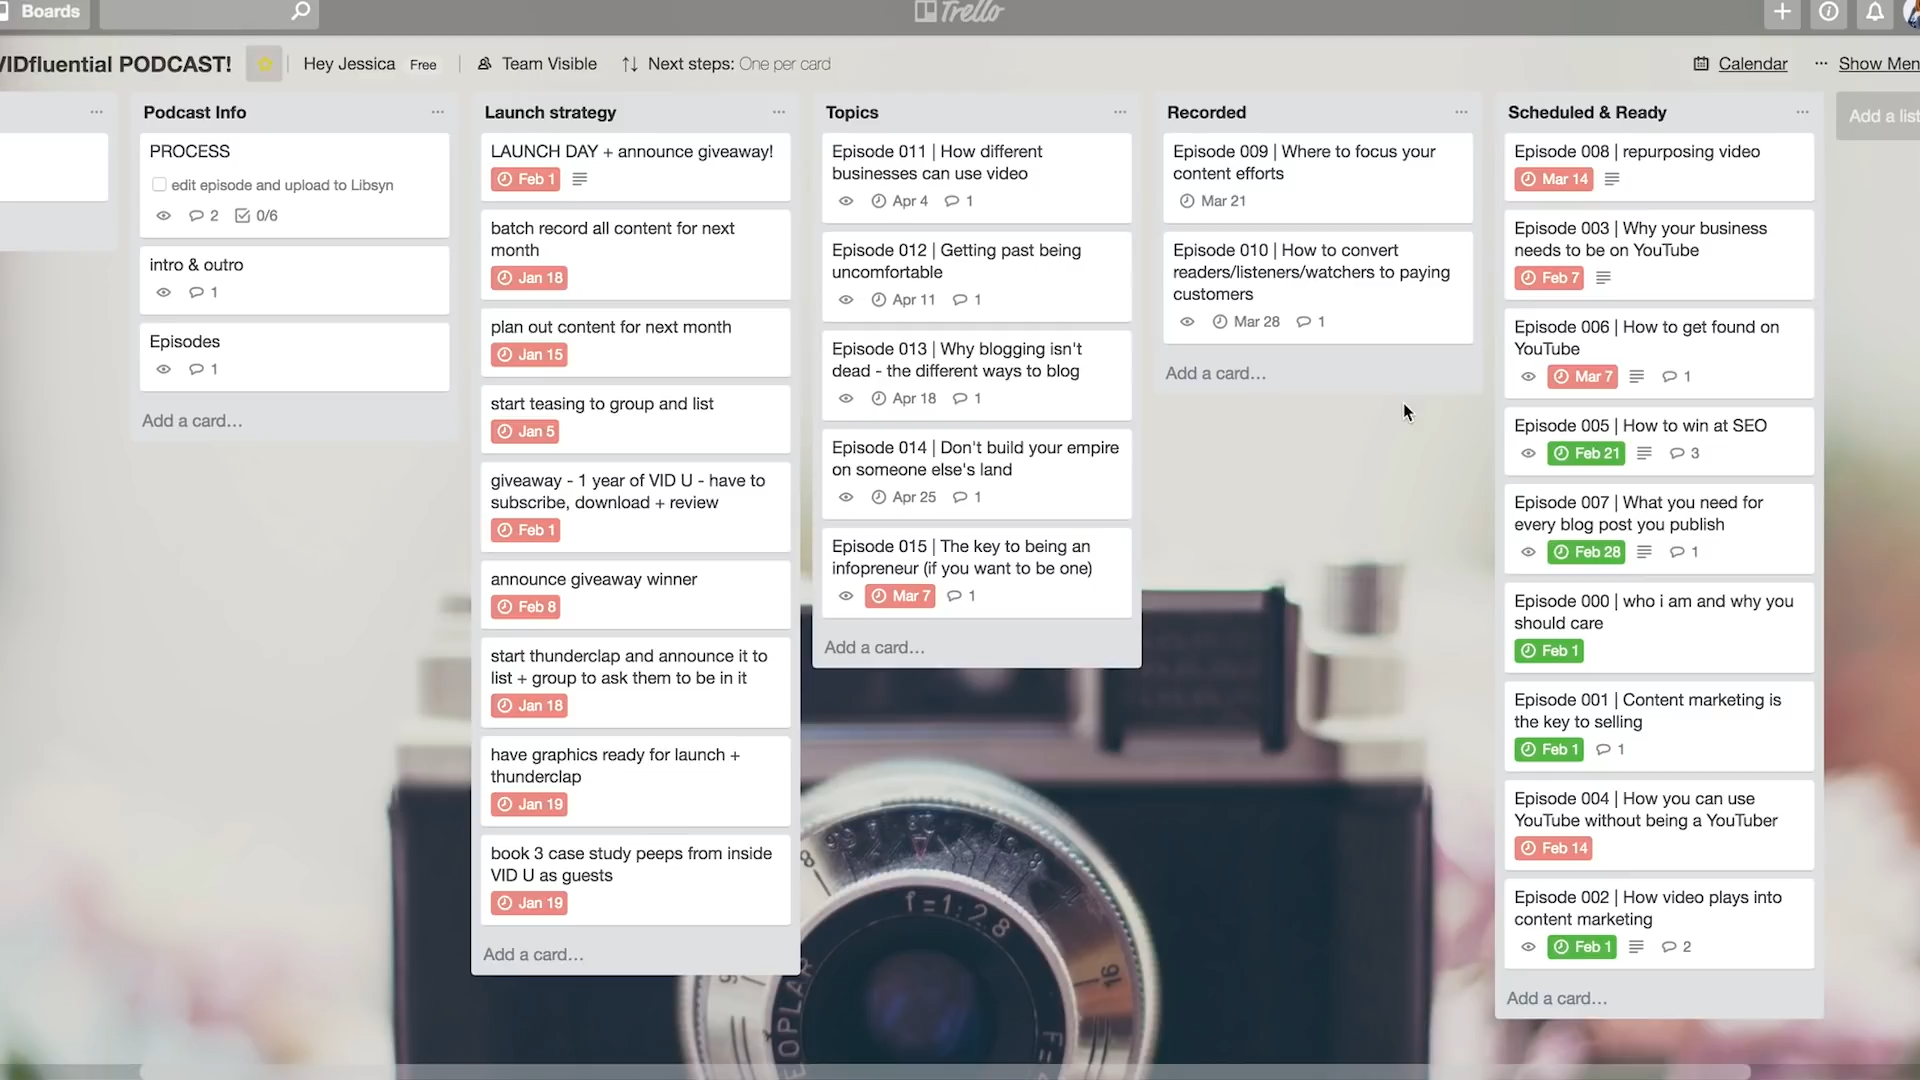 Boards
Trello
VIDfluential PODCAST!
Hey Jessica
Free
Team Visible
Next steps: One per card
Calendar
Show Men
Podcast Info
PROCESS
edit episode and upload to Libsyn
2
0/6
intro & outro
1
Episodes
1
Add a card…
Launch strategy
LAUNCH DAY + announce giveaway!
Feb 1
batch record all content for next
month
Jan 18
plan out content for next month
Jan 15
start teasing to group and list
Jan 5
giveaway - 1 year of VID U - have to
subscribe, download + review
Feb 1
announce giveaway winner
Feb 8
start thunderclap and announce it to
list + group to ask them to be in it
Jan 18
have graphics ready for launch +
thunderclap
Jan 19
book 3 case study peeps from inside
VID U as guests
Jan 19
Add a card…
Topics
Episode 011 | How different
businesses can use video
Apr 4
1
Episode 012 | Getting past being
uncomfortable
Apr 11
1
Episode 013 | Why blogging isn't
dead - the different ways to blog
Apr 18
1
Episode 014 | Don't build your empire
on someone else's land
Apr 25
1
Episode 015 | The key to being an
infopreneur (if you want to be one)
Mar 7
1
Add a card…
Recorded
Episode 009 | Where to focus your
content efforts
Mar 21
Episode 010 | How to convert
readers/listeners/watchers to paying
customers
Mar 28
1
Add a card…
Scheduled & Ready
Episode 008 | repurposing video
Mar 14
Episode 003 | Why your business
needs to be on YouTube
Feb 7
Episode 006 | How to get found on
YouTube
Mar 7
1
Episode 005 | How to win at SEO
Feb 21
3
Episode 007 | What you need for
every blog post you publish
Feb 28
1
Episode 000 | who i am and why you
should care
Feb 1
Episode 001 | Content marketing is
the key to selling
Feb 1
1
Episode 004 | How you can use
YouTube without being a YouTuber
Feb 14
Episode 002 | How video plays into
content marketing
Feb 1
2
Add a card…
Add a list
8
f=1:2.8
16